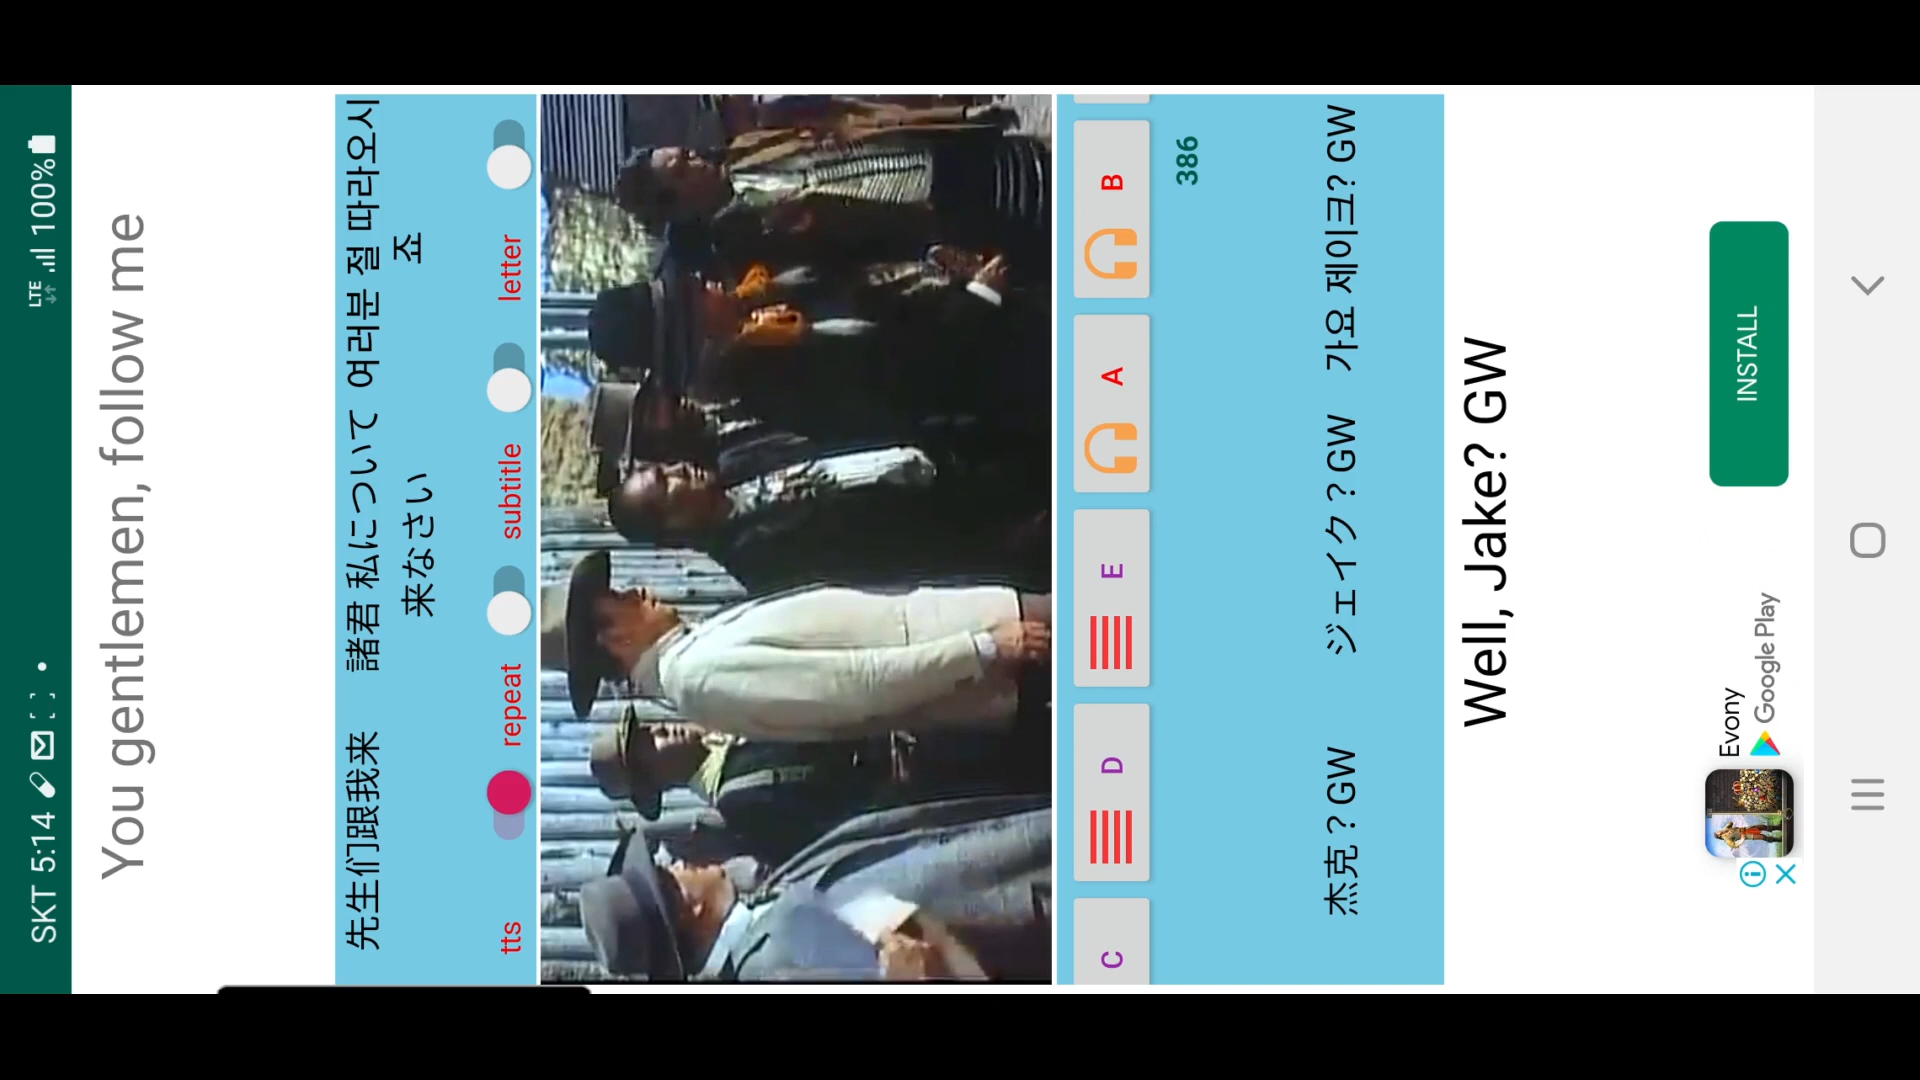 SKT 5:14
LTE 100%
You gentlemen, follow me
先生们跟我来 諸君 私について 여러분 절 따라오시
来なさい 죠
tts repeat subtitle letter
C D E A B
386
杰克？GW ジェイク？GW 가요 제이크? GW
Well, Jake? GW
Evony
Google Play
INSTALL